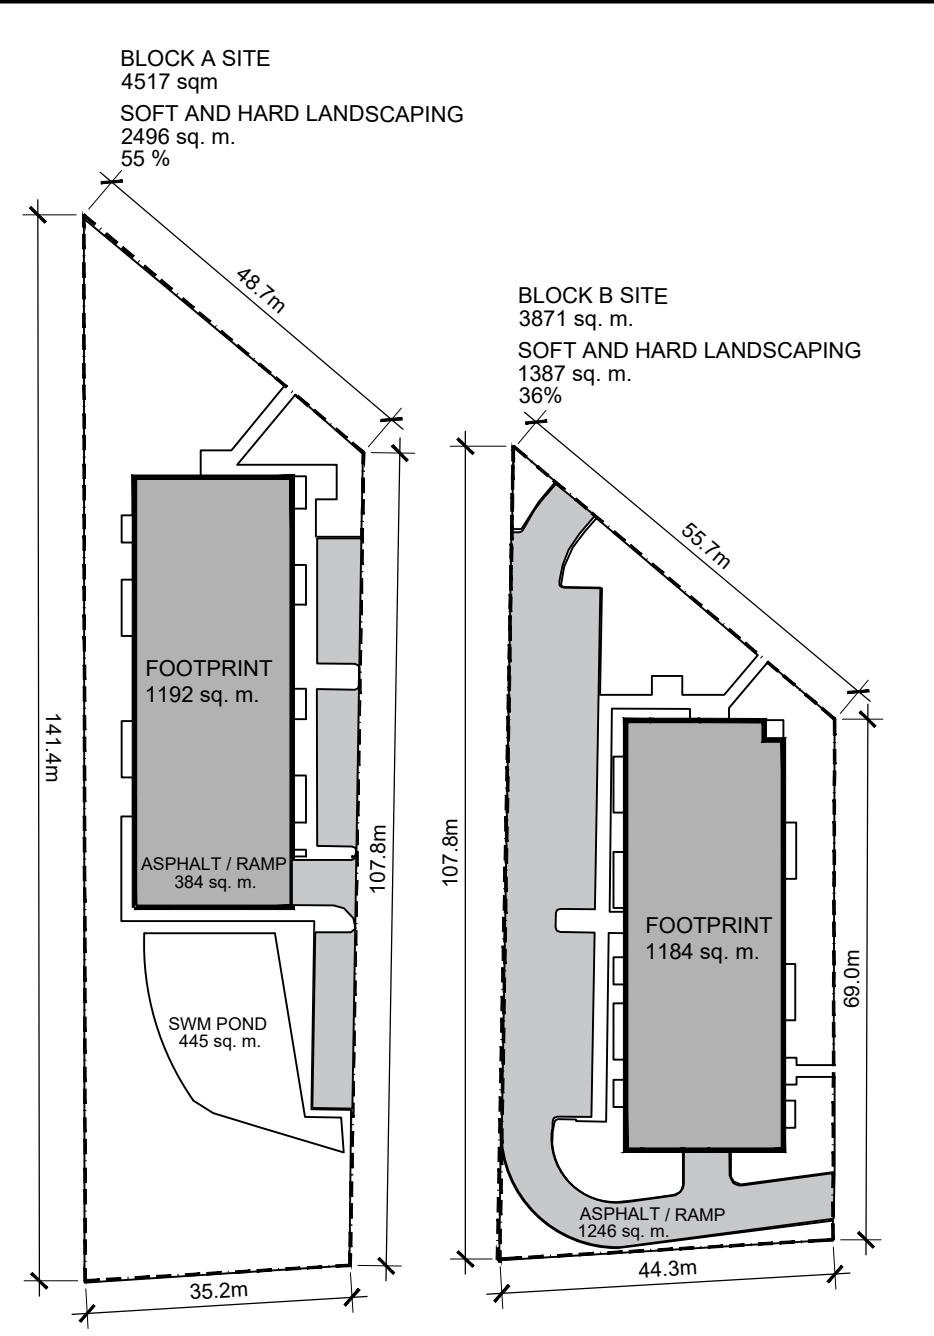 BLOCK A SITE
4517 sqm
SOFT AND HARD LANDSCAPING
2496 sq. m.
55 %
48.7m
141.4m
107.8m
35.2m
FOOTPRINT
1192 sq. m.
ASPHALT / RAMP
384 sq. m.
SWM POND
445 sq. m.
BLOCK B SITE
3871 sq. m.
SOFT AND HARD LANDSCAPING
1387 sq. m.
36%
55.7m
107.8m
69.0m
44.3m
FOOTPRINT
1184 sq. m.
ASPHALT / RAMP
1246 sq. m.